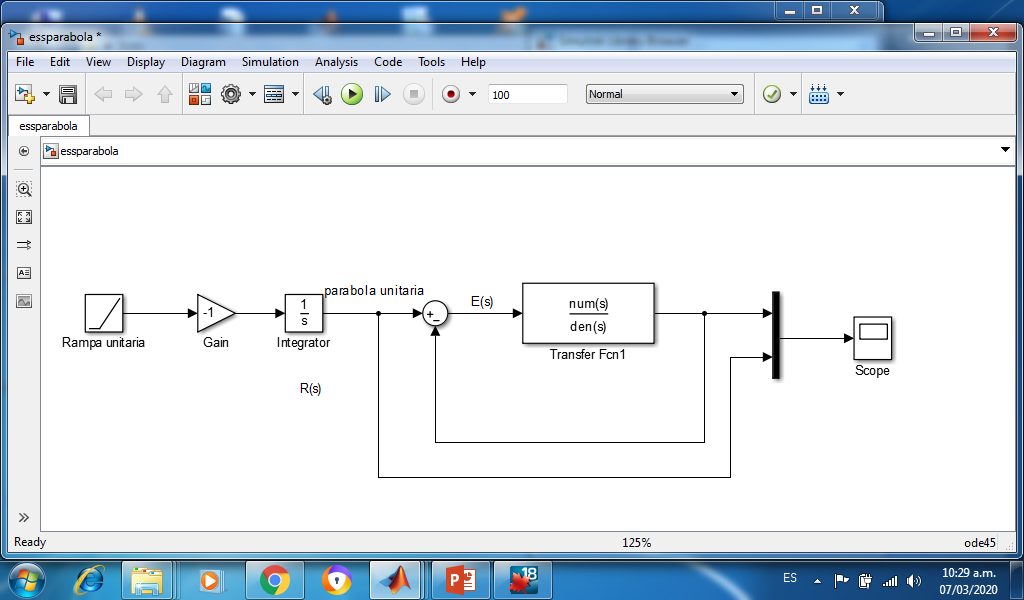 essparabola *
File Edit View Display Diagram Simulation Analysis Code Tools Help
100
Normal
essparabola
essparabola
parabola unitaria
E(s)
num(s)
den(s)
1
s
-1
+
−
Rampa unitaria
Gain
Integrator
Transfer Fcn1
Scope
R(s)
Ready
125%
ode45
ES
10:29 a.m.
07/03/2020
18